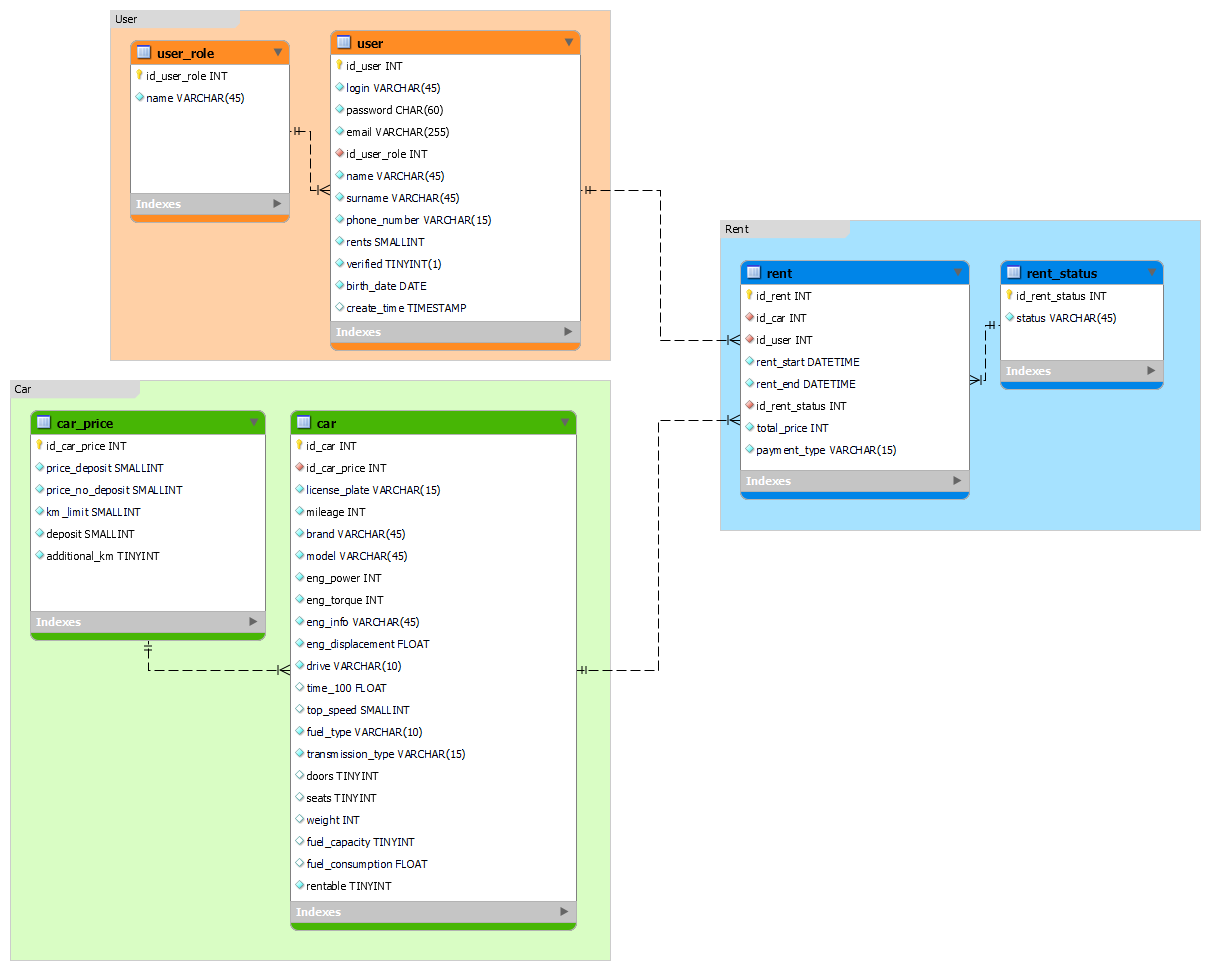 User
user_role
id_user_role INT
name VARCHAR(45)
Indexes
user
id_user INT
login VARCHAR(45)
password CHAR(60)
email VARCHAR(255)
id_user_role INT
name VARCHAR(45)
surname VARCHAR(45)
phone_number VARCHAR(15)
rents SMALLINT
verified TINYINT(1)
birth_date DATE
create_time TIMESTAMP
Indexes
Rent
rent
id_rent INT
id_car INT
id_user INT
rent_start DATETIME
rent_end DATETIME
id_rent_status INT
total_price INT
payment_type VARCHAR(15)
Indexes
rent_status
id_rent_status INT
status VARCHAR(45)
Indexes
Car
car_price
id_car_price INT
price_deposit SMALLINT
price_no_deposit SMALLINT
km_limit SMALLINT
deposit SMALLINT
additional_km TINYINT
Indexes
car
id_car INT
id_car_price INT
license_plate VARCHAR(15)
mileage INT
brand VARCHAR(45)
model VARCHAR(45)
eng_power INT
eng_torque INT
eng_info VARCHAR(45)
eng_displacement FLOAT
drive VARCHAR(10)
time_100 FLOAT
top_speed SMALLINT
fuel_type VARCHAR(10)
transmission_type VARCHAR(15)
doors TINYINT
seats TINYINT
weight INT
fuel_capacity TINYINT
fuel_consumption FLOAT
rentable TINYINT
Indexes